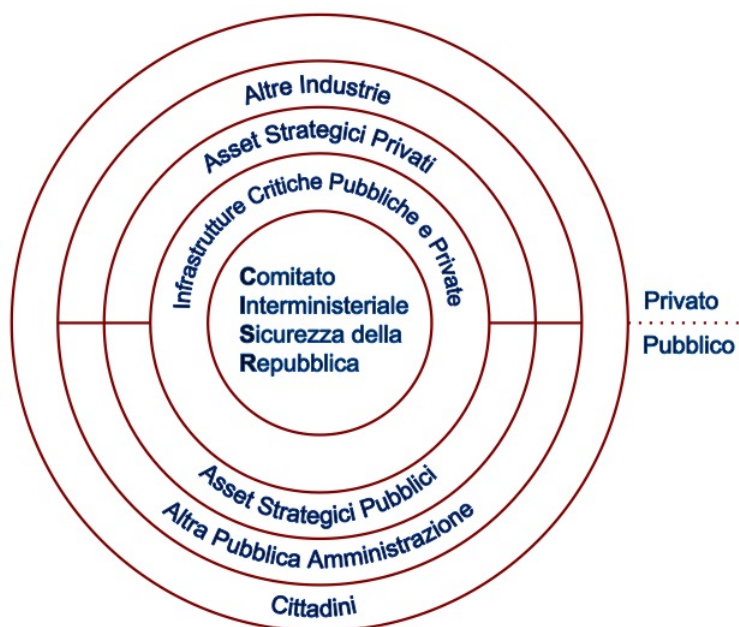 Altre Industrie
Asset Strategici Privati
Infrastrutture Critiche Pubbliche e Private
Comitato
Interministeriale
Sicurezza della
Repubblica
Privato
Pubblico
Asset Strategici Pubblici
Altra Pubblica Amministrazione
Cittadini